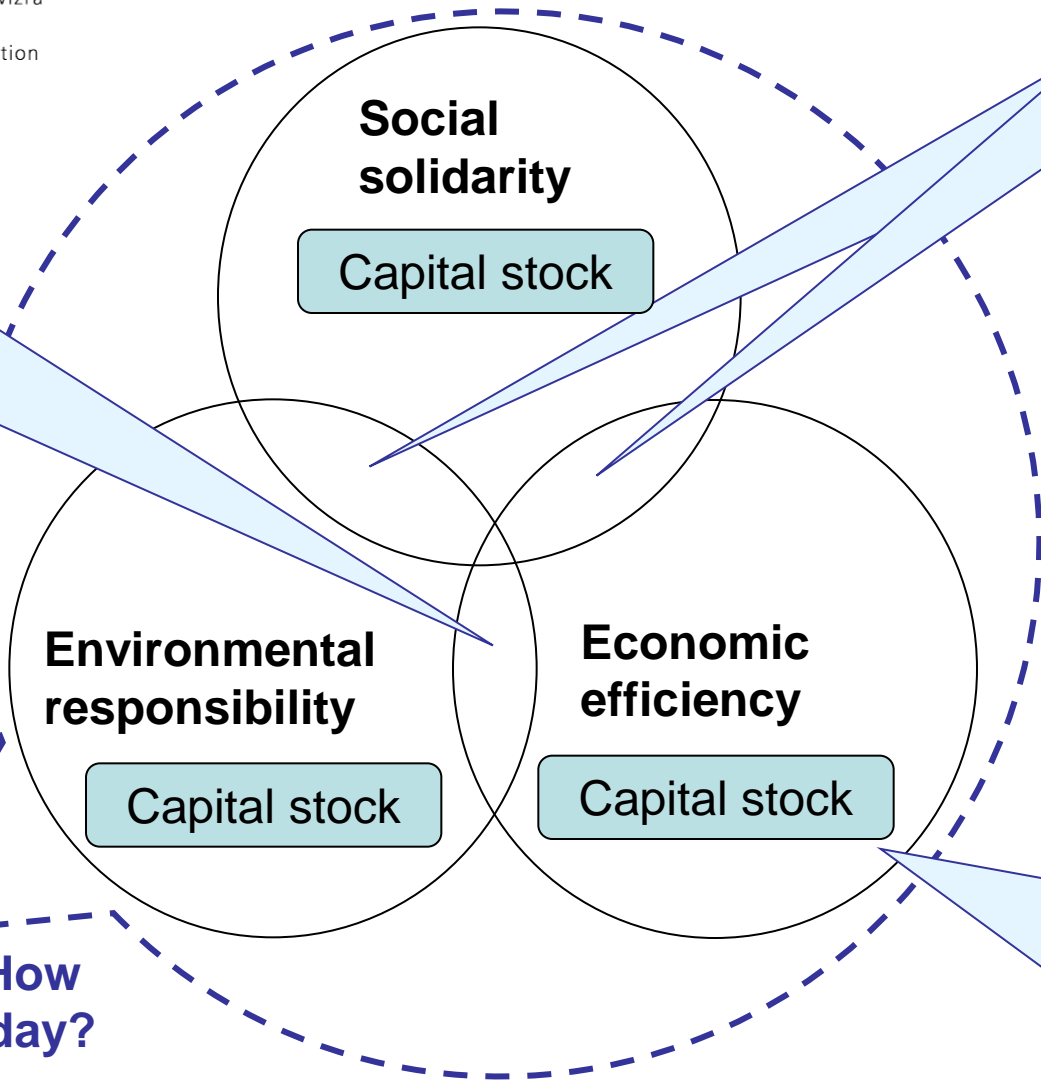 tion
Social
solidarity
Capital stock
Environmental
responsibility
Capital stock
Economic
efficiency
Capital stock
How
day?